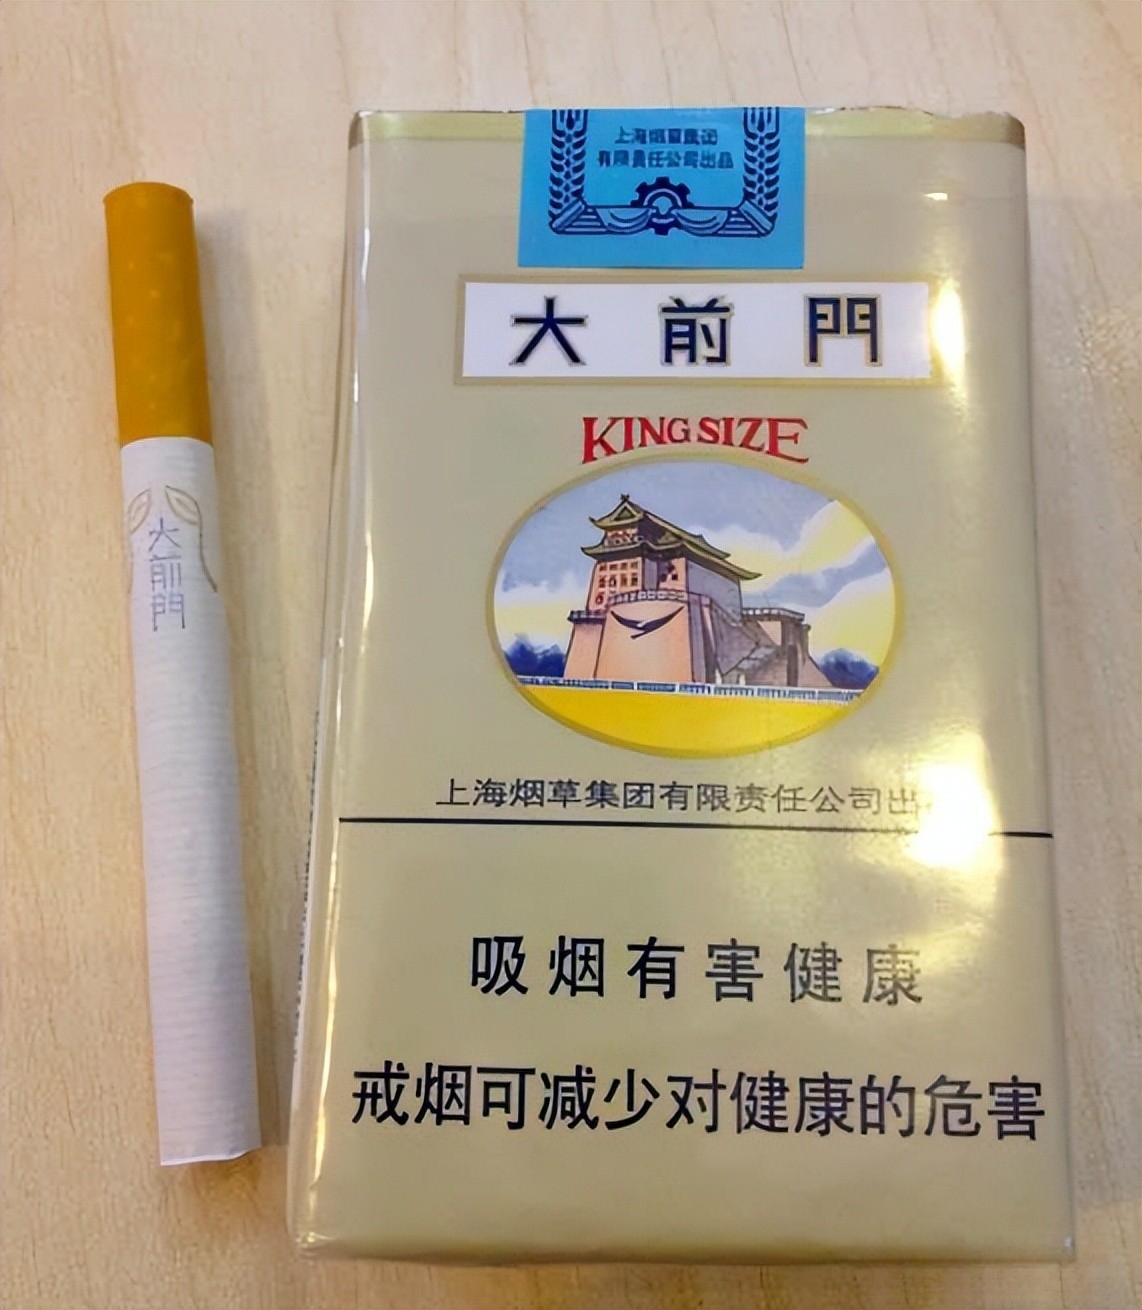 上海烟草集团
有限责任公司出品
大前門
KING SIZE
大前門
上海烟草集团有限责任公司出
吸烟有害健康
戒烟可减少对健康的危害